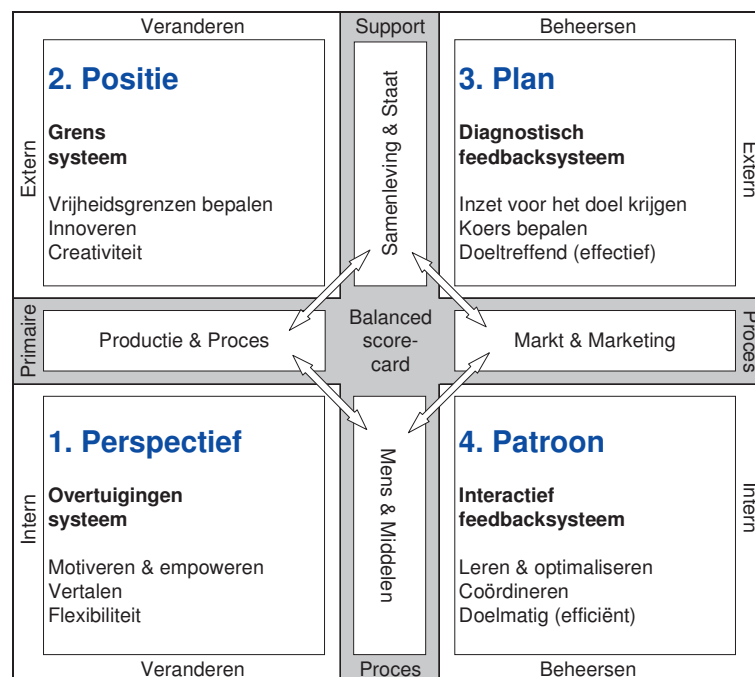 Veranderen
Support
Beheersen
2. Positie
Grens
systeem
Vrijheidsgrenzen bepalen
Innoveren
Creativiteit
Extern
Samenleving & Staat
3. Plan
Diagnostisch
feedbacksysteem
Inzet voor het doel krijgen
Koers bepalen
Doeltreffend (effectief)
Extern
Primaire
Productie & Proces
Balanced
score-
card
Markt & Marketing
Proces
1. Perspectief
Overtuigingen
systeem
Motiveren & empoweren
Vertalen
Flexibiliteit
Intern
Mens & Middelen
4. Patroon
Interactief
feedbacksysteem
Leren & optimaliseren
Coördineren
Doelmatig (efficiënt)
Intern
Veranderen
Proces
Beheersen